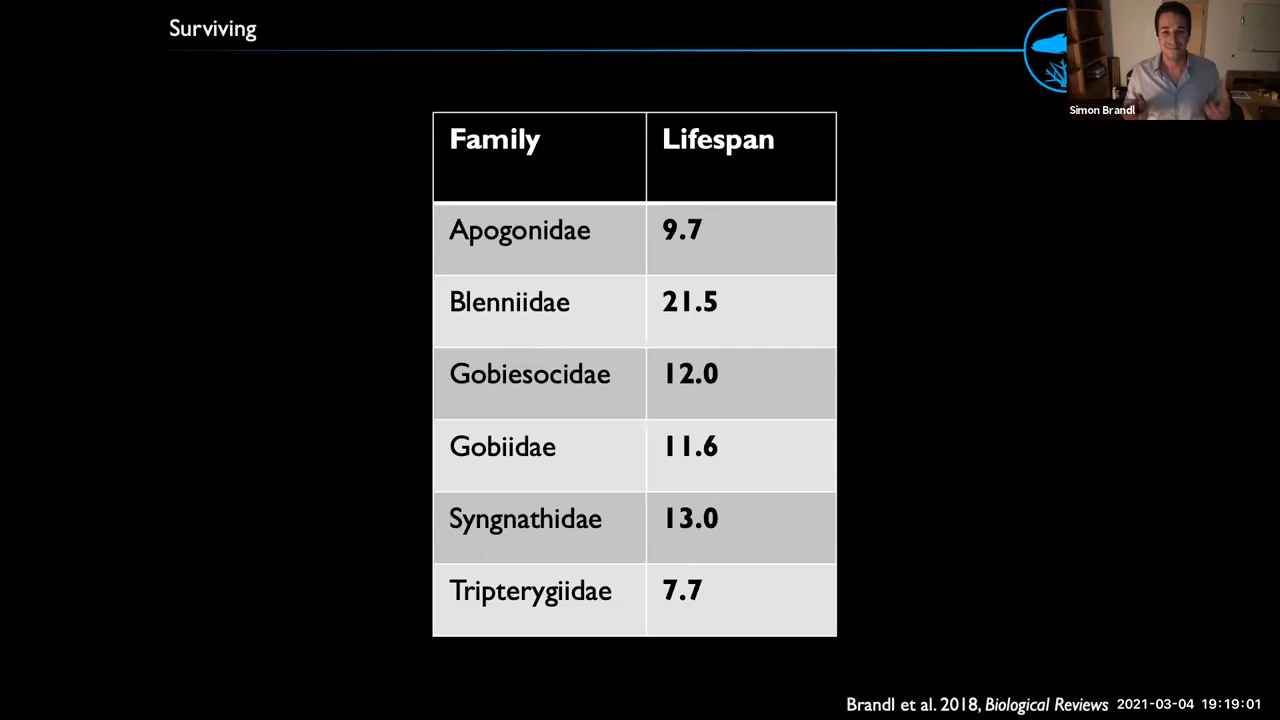 Surviving
Simon Brandl
Family Lifespan
Apogonidae 9.7
Blenniidae 21.5
Gobiesocidae 12.0
Gobiidae 11.6
Syngnathidae 13.0
Tripterygiidae 7.7
Brandl et al. 2018, Biological Reviews 2021-03-04 19:19:01